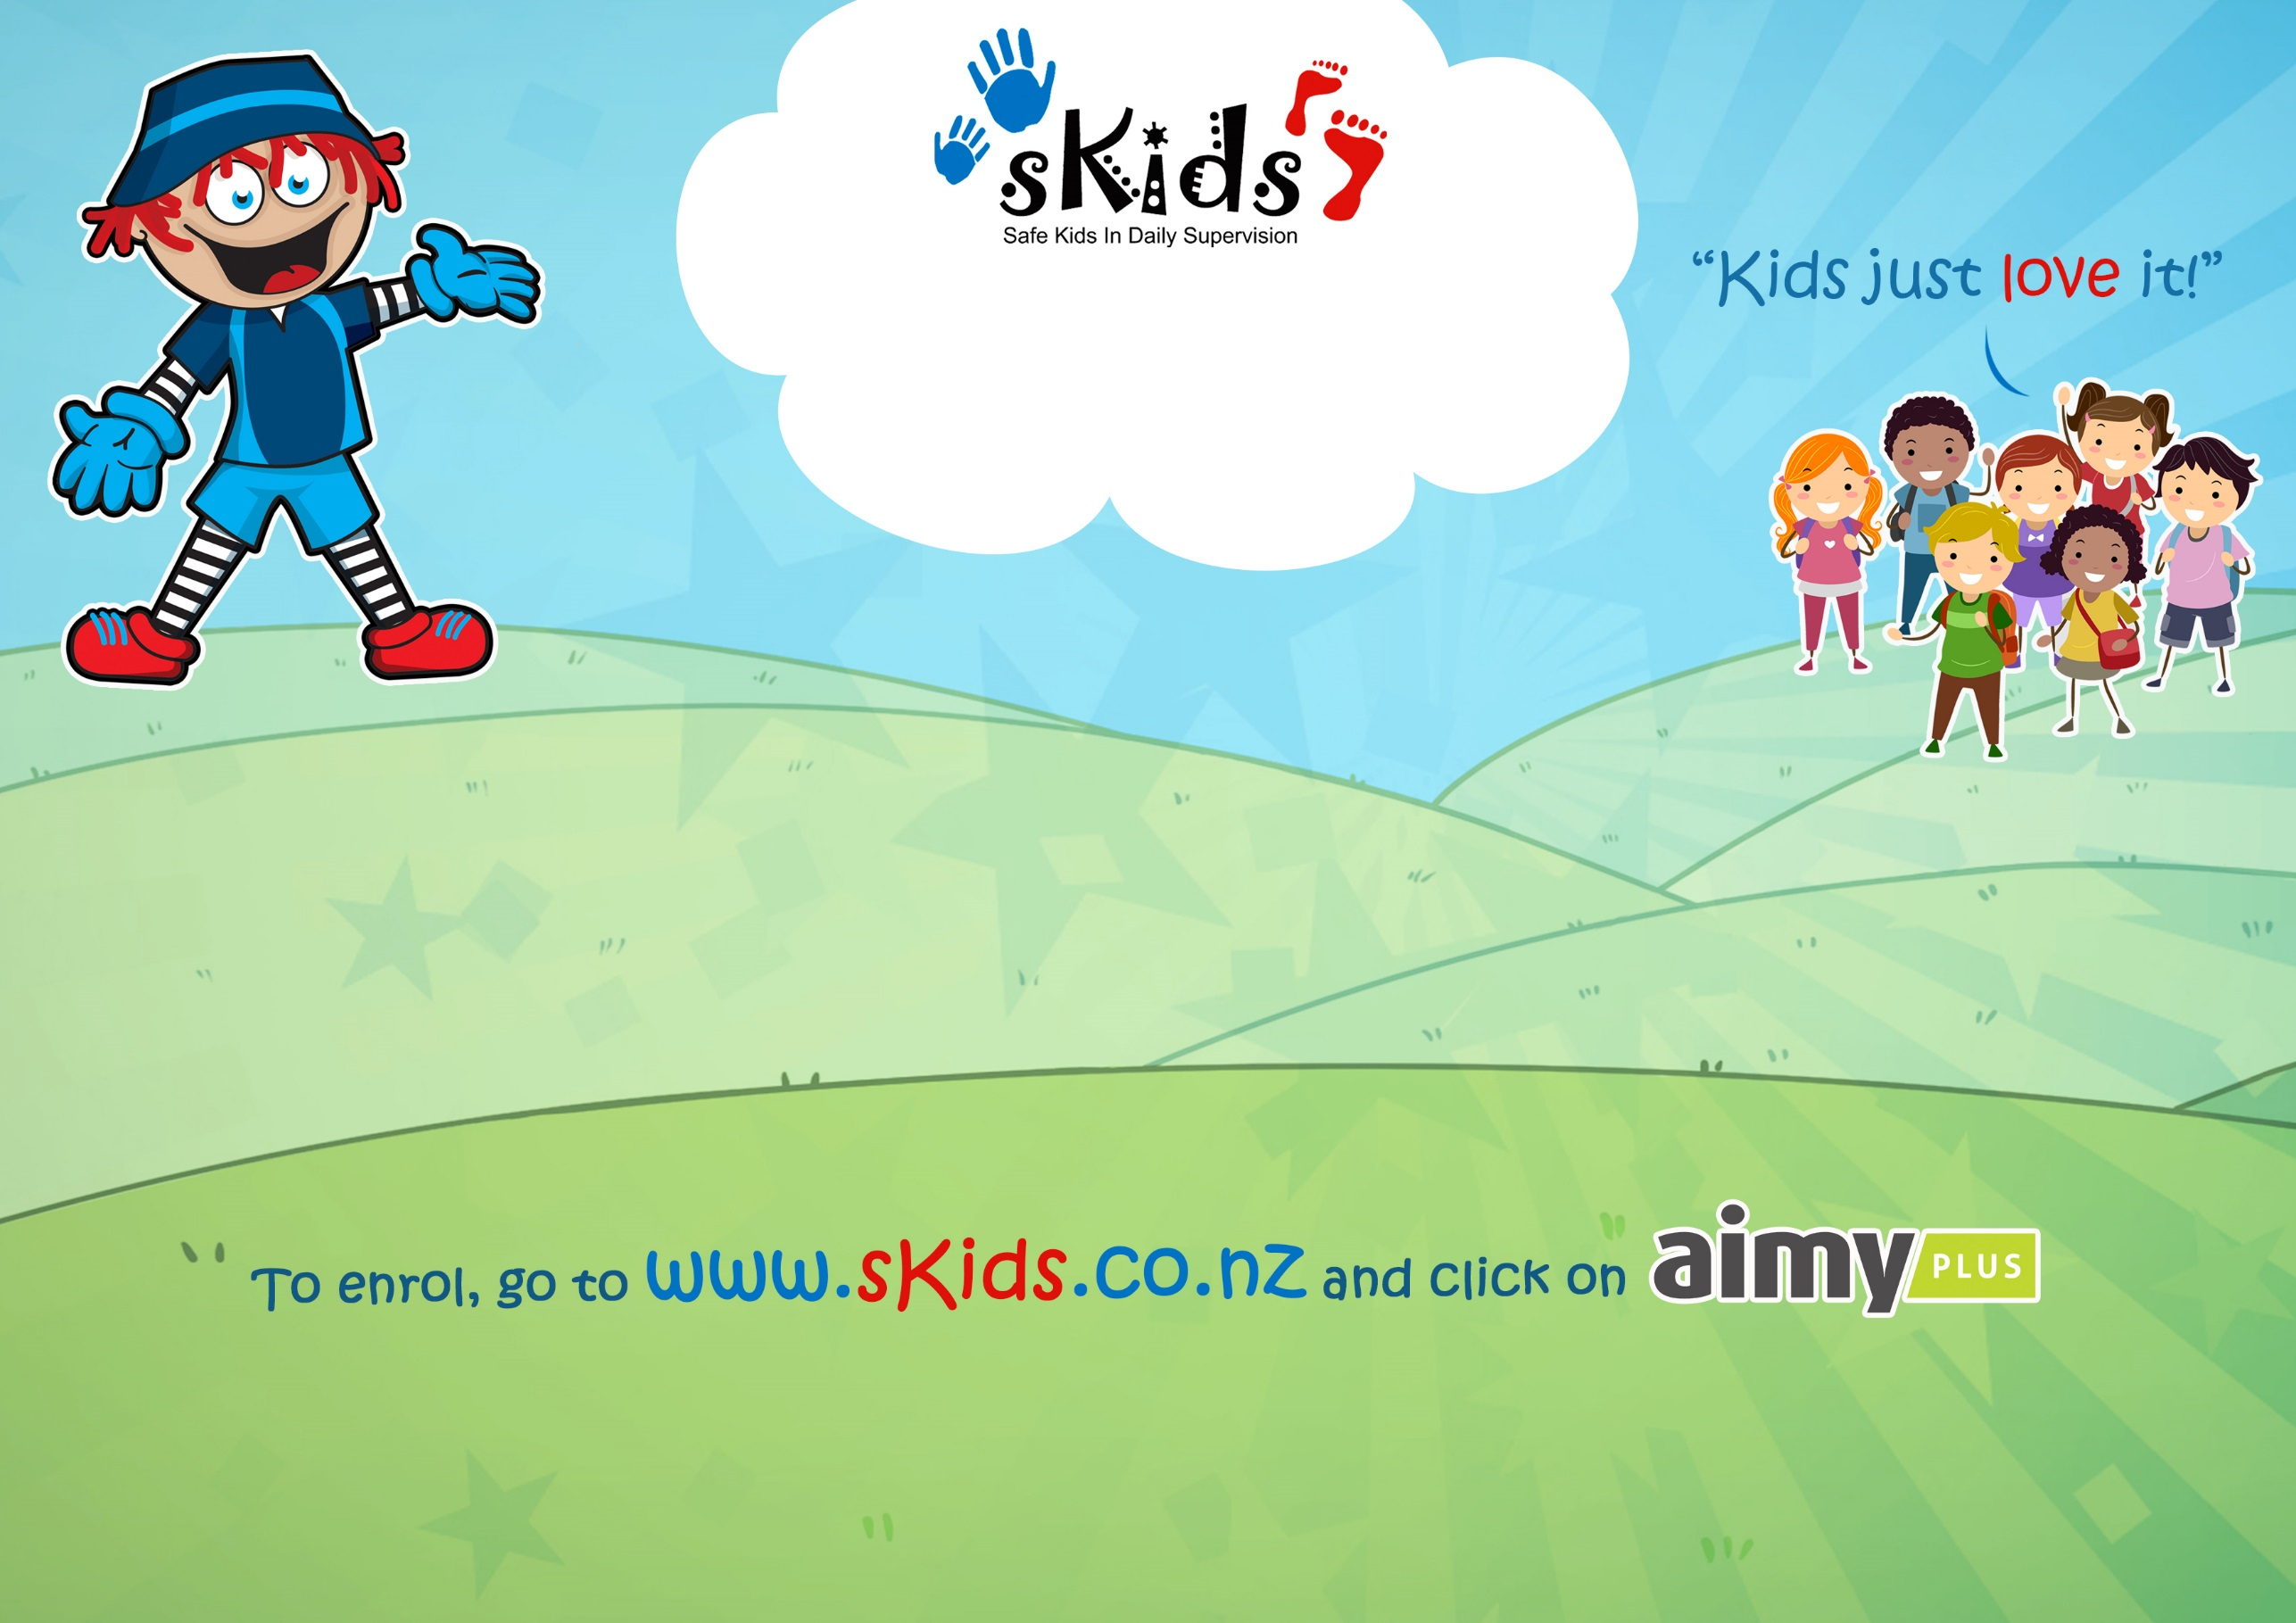 sKids
Safe Kids In Daily Supervision
“Kids just love it!”
To enrol, go to www.sKids.co.nz and click on aimy PLUS